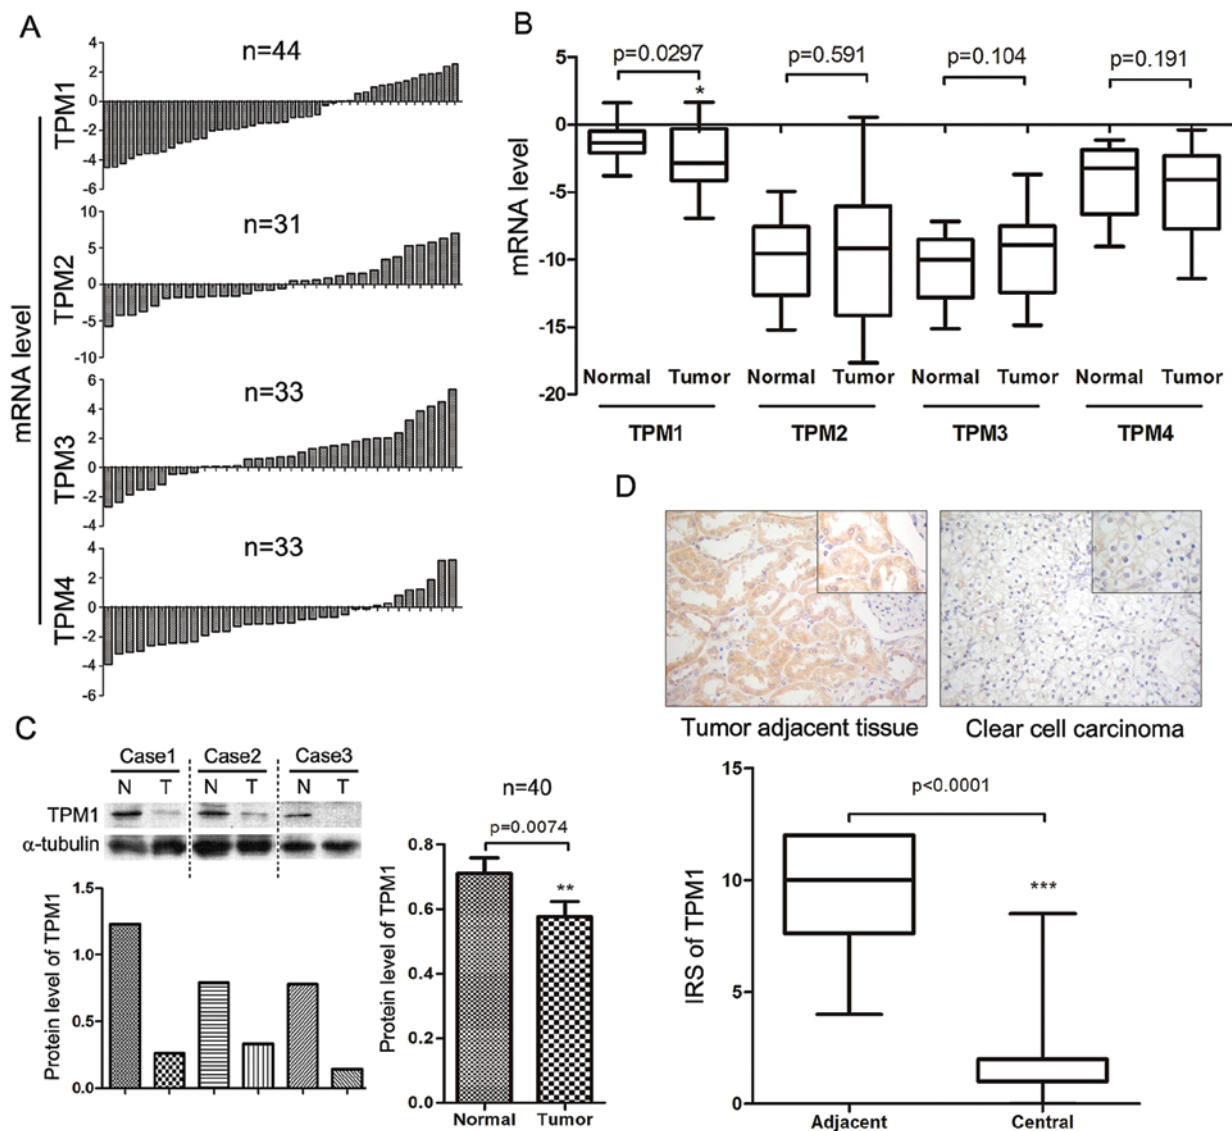 A
mRNA level
TPM1
n=44
4
2
0
-2
-4
-6
TPM2
n=31
10
5
0
-5
-10
TPM3
n=33
6
4
2
0
-2
-4
TPM4
n=33
4
2
0
-2
-4
-6
B
mRNA level
5
0
-5
-10
-15
-20
p=0.0297
p=0.591
p=0.104
p=0.191
*
Normal Tumor Normal Tumor Normal Tumor Normal Tumor
TPM1 TPM2 TPM3 TPM4
C
Case1 Case2 Case3
N T N T N T
TPM1
α-tubulin
Protein level of TPM1
1.5
1.0
0.5
0.0
n=40
p=0.0074
**
Protein level of TPM1
0.8
0.6
0.4
0.2
0.0
Normal Tumor
D
Tumor adjacent tissue Clear cell carcinoma
IRS of TPM1
15
10
5
0
p<0.0001
***
Adjacent Central